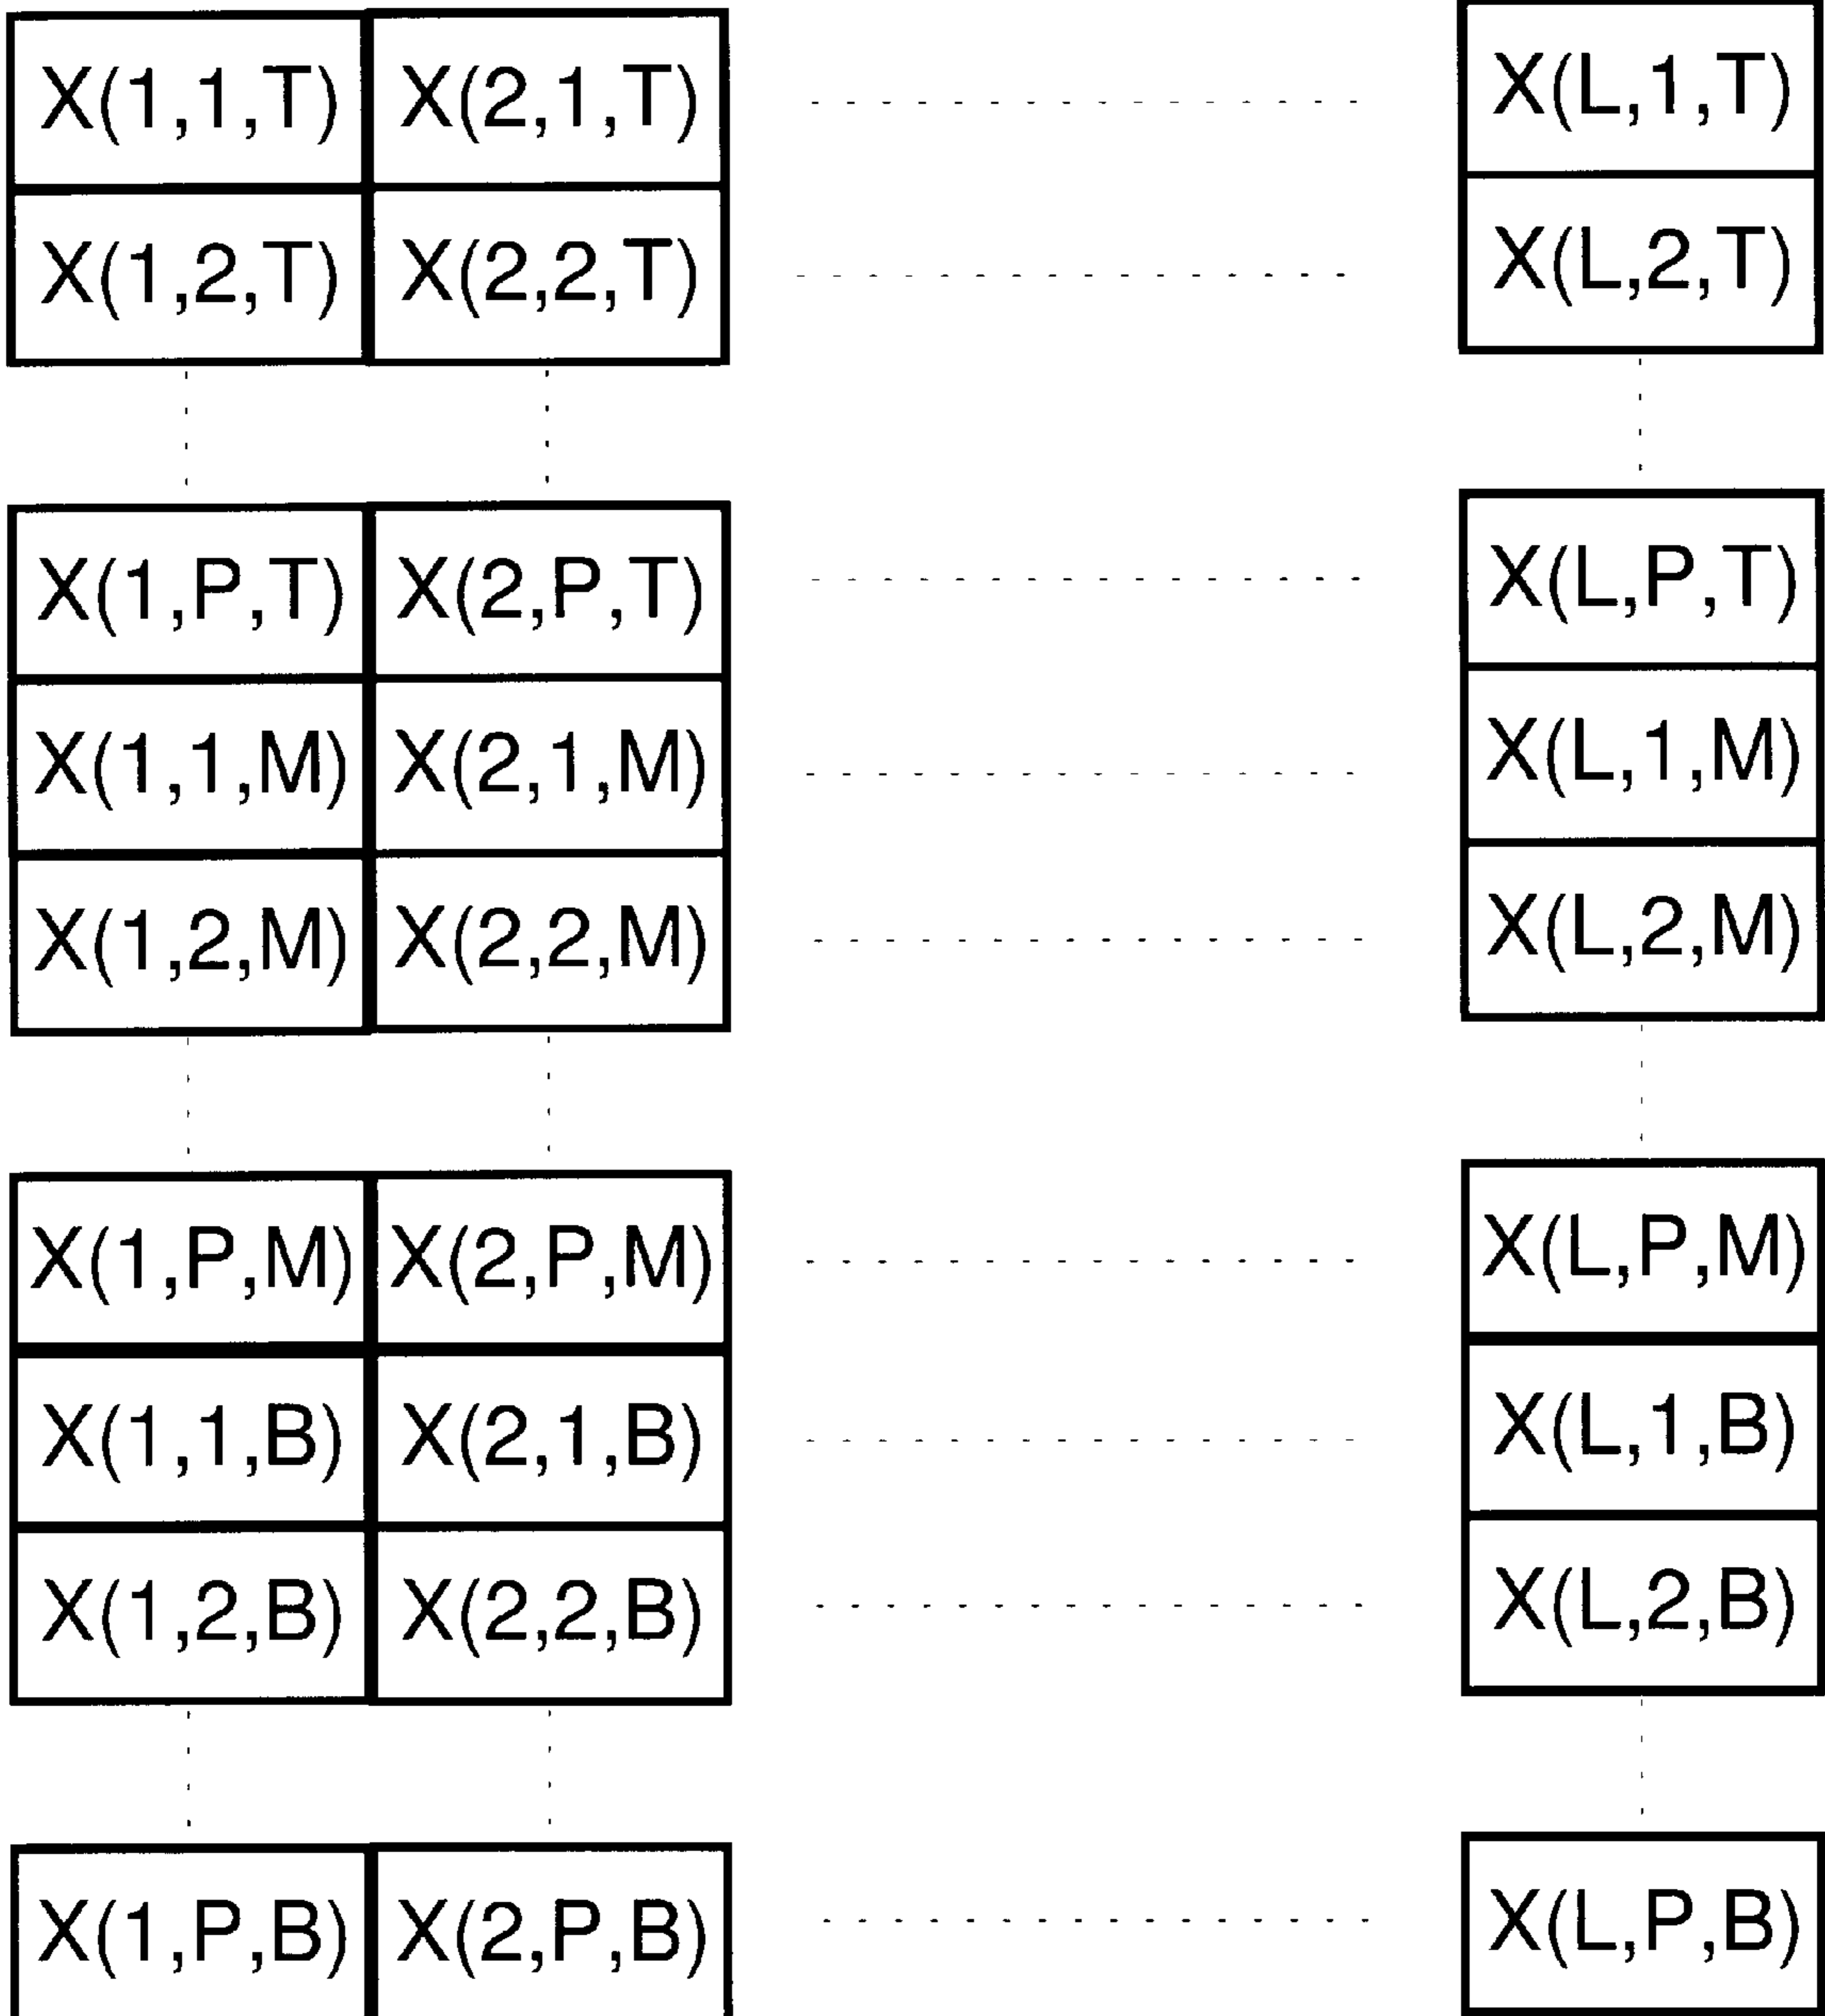 X(1,1,T) X(2,1,T) X(L,1,T)
X(1,2,T) X(2,2,T) X(L,2,T)
X(1,P,T) X(2,P,T) X(L,P,T)
X(1,1,M) X(2,1,M) X(L,1,M)
X(1,2,M) X(2,2,M) X(L,2,M)
X(1,P,M) X(2,P,M) X(L,P,M)
X(1,1,B) X(2,1,B) X(L,1,B)
X(1,2,B) X(2,2,B) X(L,2,B)
X(1,P,B) X(2,P,B) X(L,P,B)